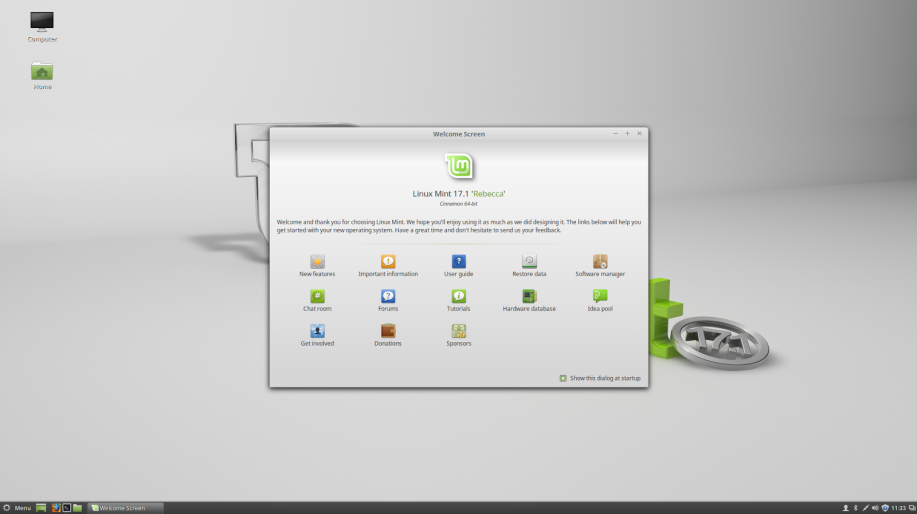 Computer
Home
Welcome Screen
Linux Mint 17.1 'Rebecca'
Cinnamon 64-bit
Welcome and thank you for choosing Linux Mint. We hope you'll enjoy using it as much as we did designing it. The links below will help you
get started with your new operating system. Have a great time and don't hesitate to send us your feedback.
New features
Important information
User guide
Restore data
Software manager
Chat room
Forums
Tutorials
Hardware database
Idea pool
Get involved
Donations
Sponsors
Show this dialog at startup
17.1
Menu
Welcome Screen
11:33